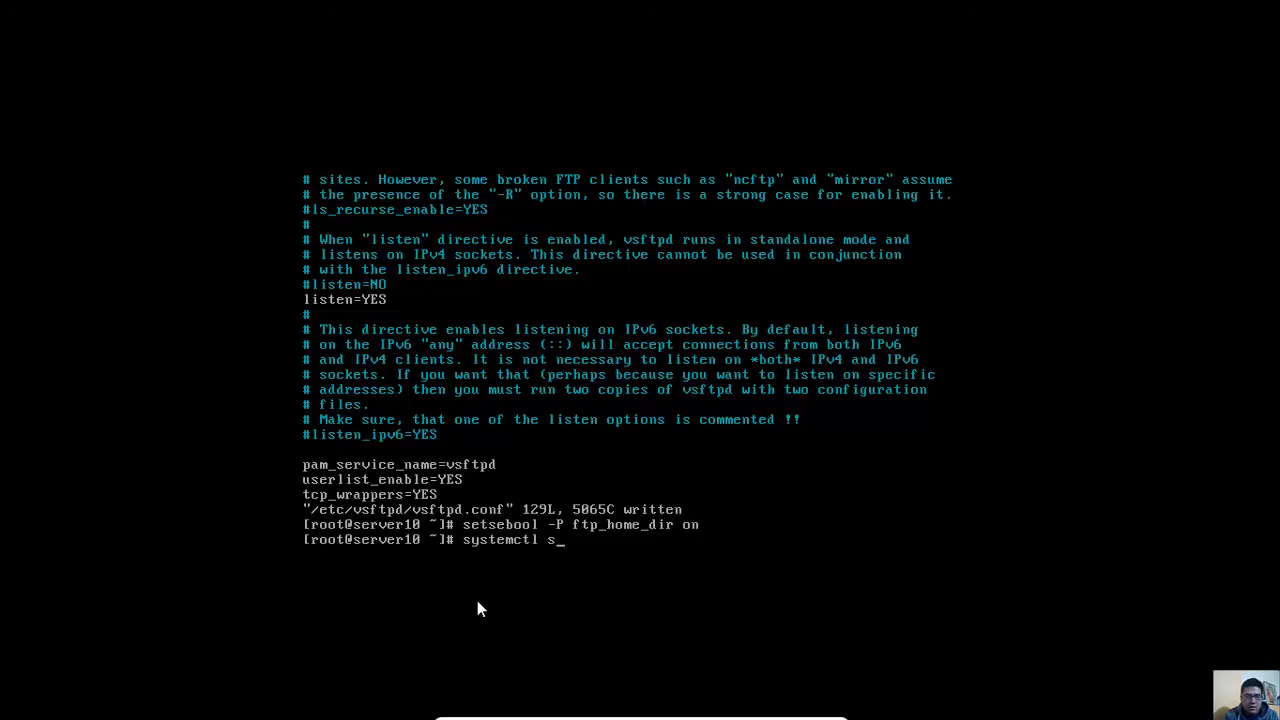 # sites. However, some broken FTP clients such as "ncftp" and "mirror" assume
# the presence of the "-R" option, so there is a strong case for enabling it.
#ls_recurse_enable=YES
#
# When "listen" directive is enabled, vsftpd runs in standalone mode and
# listens on IPv4 sockets. This directive cannot be used in conjunction
# with the listen_ipv6 directive.
#listen=NO
listen=YES
#
# This directive enables listening on IPv6 sockets. By default, listening
# on the IPv6 "any" address (::) will accept connections from both IPv6
# and IPv4 clients. It is not necessary to listen on *both* IPv4 and IPv6
# sockets. If you want that (perhaps because you want to listen on specific
# addresses) then you must run two copies of vsftpd with two configuration
# files.
# Make sure, that one of the listen options is commented !!
#listen_ipv6=YES
pam_service_name=vsftpd
userlist_enable=YES
tcp_wrappers=YES
"/etc/vsftpd/vsftpd.conf" 129L, 5065C written
[root@server10 ~]# setsebool -P ftp_home_dir on
[root@server10 ~]# systemctl s_